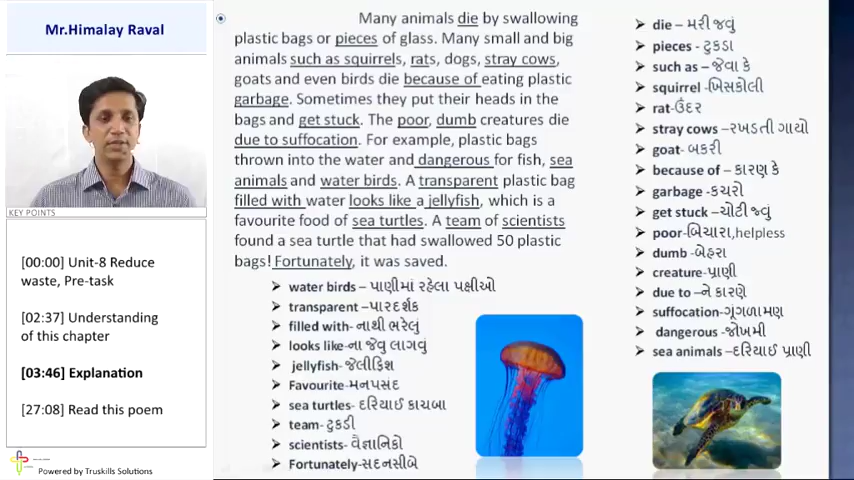 Mr.Himalay Raval
KEY POINTS
[00:00] Unit-8 Reduce
waste, Pre-task
[02:37] Understanding
of this chapter
[03:46] Explanation
[27:08] Read this poem
Powered by Truskills Solutions
Many animals die by swallowing
plastic bags or pieces of glass. Many small and big
animals such as squirrels, rats, dogs, stray cows,
goats and even birds die because of eating plastic
garbage. Sometimes they put their heads in the
bags and get stuck. The poor, dumb creatures die
due to suffocation. For example, plastic bags
thrown into the water and dangerous for fish, sea
animals and water birds. A transparent plastic bag
filled with water looks like a jellyfish, which is a
favourite food of sea turtles. A team of scientists
found a sea turtle that had swallowed 50 plastic
bags! Fortunately, it was saved.
water birds – પાણીમાં રહેલા પક્ષીઓ
transparent –પારદર્શક
filled with-નાથી ભરેલું
looks like-ના જેવુ લાગવું
jellyfish-જેલીફિશ
Favourite-મનપસંદ
sea turtles- દરિયાઈ કાચબા
team-ટુકડી
scientists-વૈજ્ઞાનિકો
Fortunately-સદનસીબે
die – મરી જવું
pieces - ટુકડા
such as – જેવા કે
squirrel -ખિસકોલી
rat-ઉંદર
stray cows –રખડતી ગાયો
goat- બકરી
because of – કારણ કે
garbage -કચરો
get stuck –ચોટી જ્વું
poor-બિચારા,helpless
dumb -બેહરા
creature-પ્રાણી
due to –ને કારણે
suffocation-ગૂંગળામણ
dangerous -જોખમી
sea animals –દરિયાઈ પ્રાણી